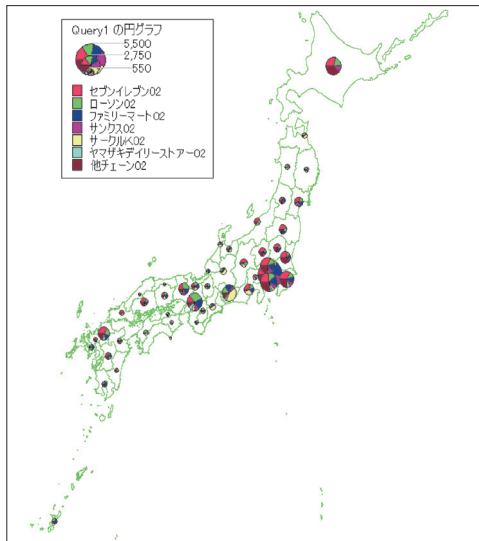 Query1 の円グラフ
5,500
2,750
550
セブンイレブン02
ローソン02
ファミリーマート02
サンクス02
サークルK02
ヤマザキデイリーストアー02
他チェーン02